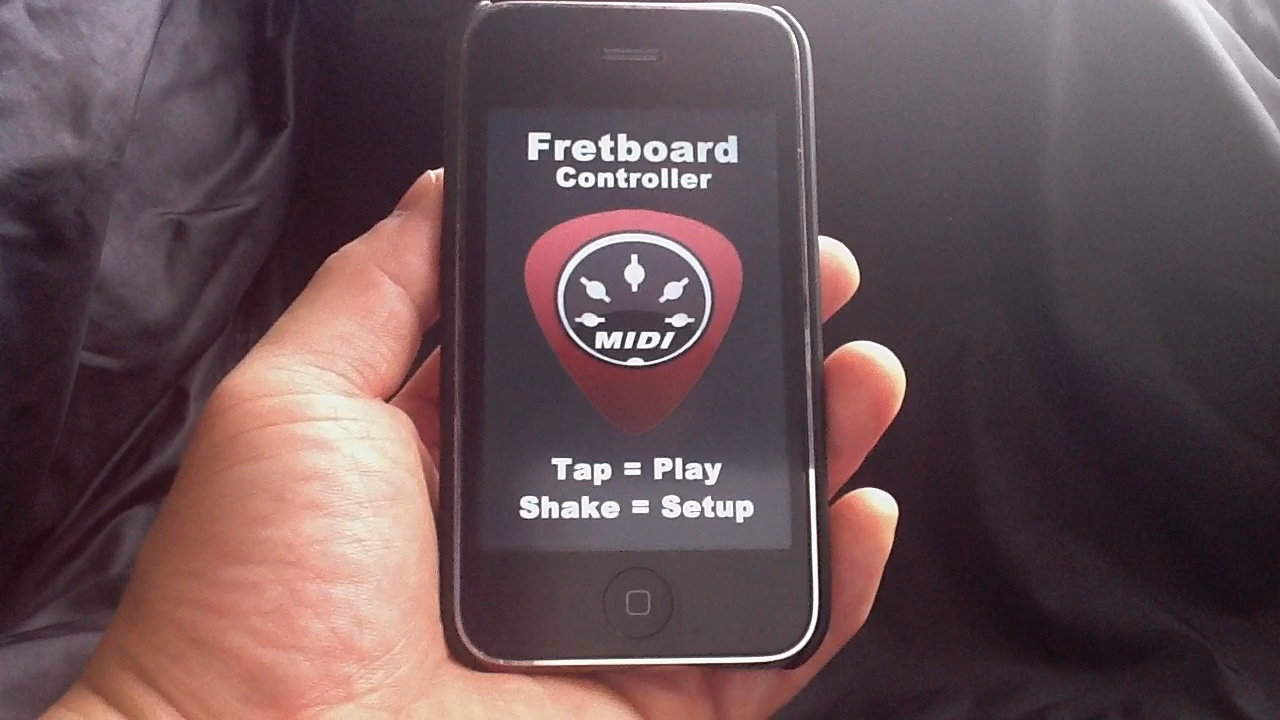 Fretboard
Controller
MIDI
Tap = Play
Shake = Setup